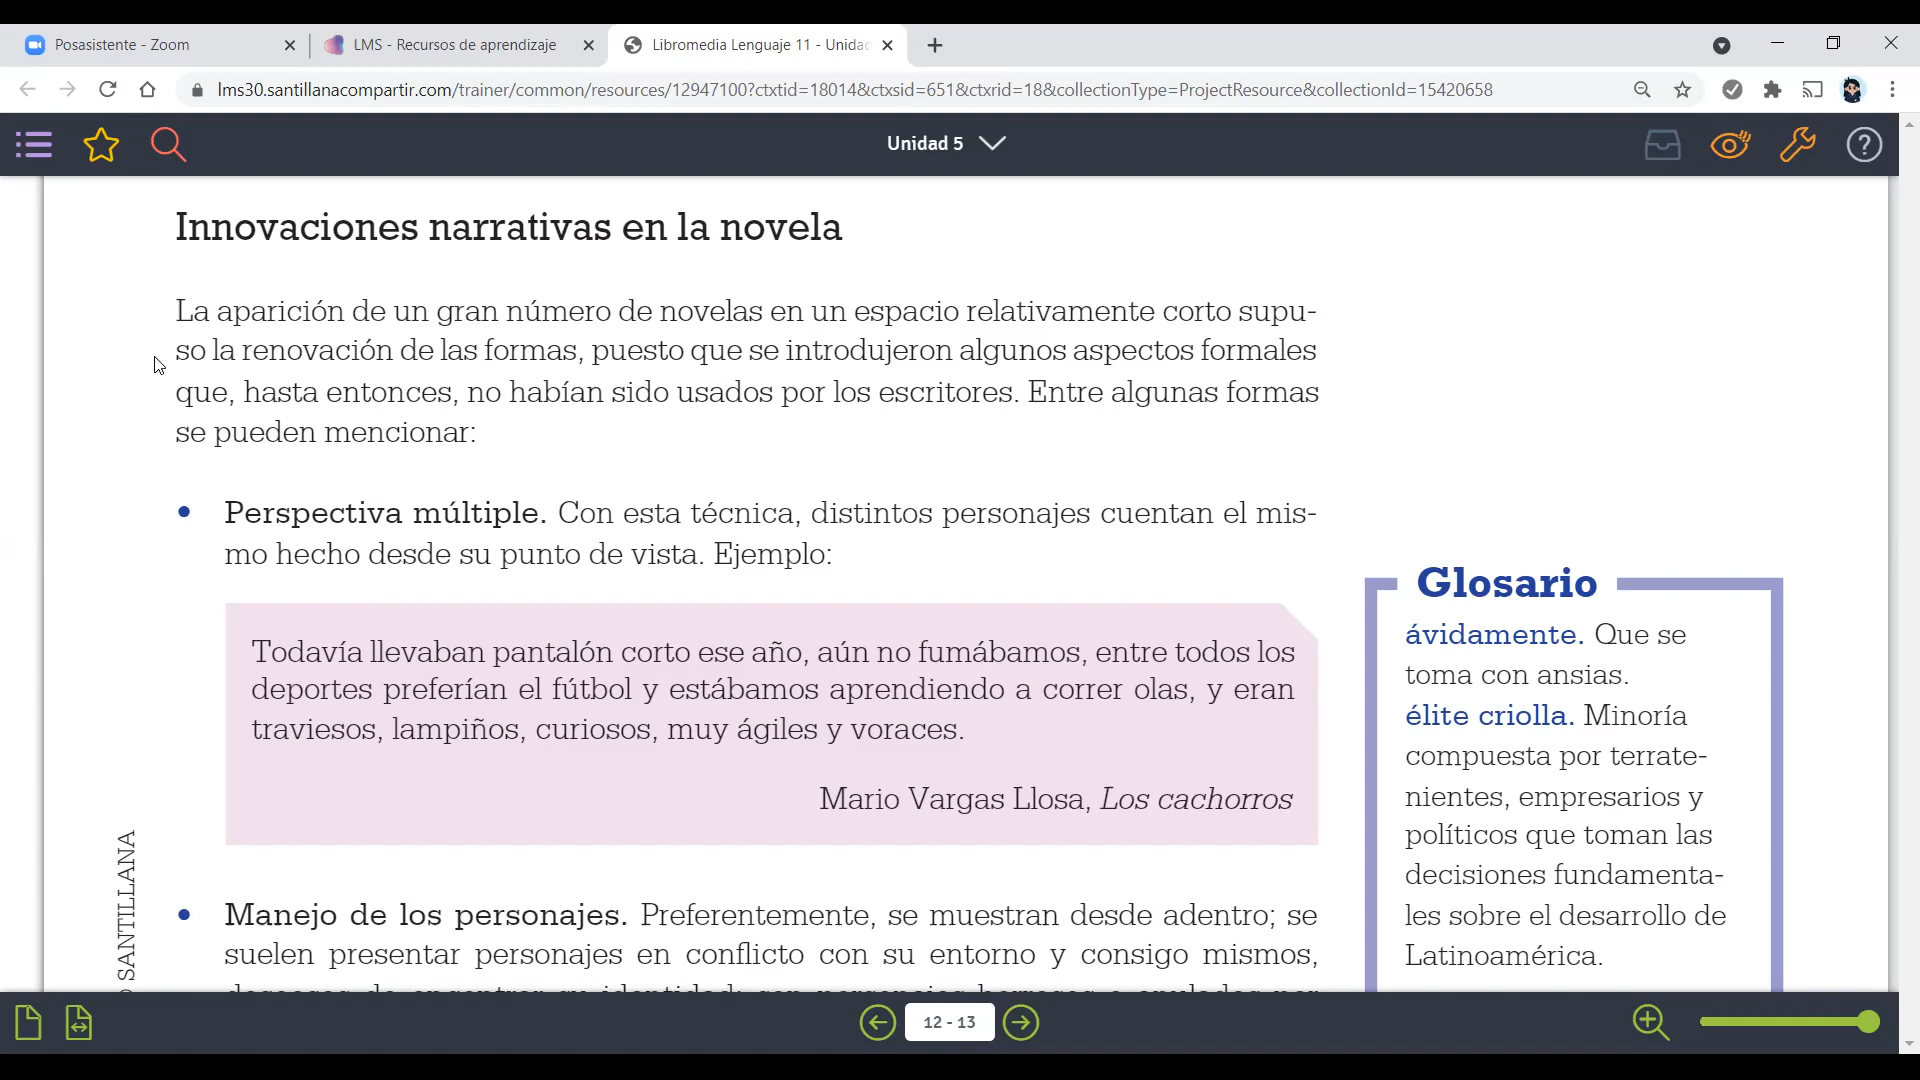 Posasistente - Zoom
LMS - Recursos de aprendizaje
Libromedia Lenguaje 11 - Unidad
lms30.santillanacompartir.com/trainer/common/resources/12947100?ctxtid=18014&ctxsid=651&ctxrid=18&collectionType=ProjectResource&collectionId=15420658
Unidad 5
Innovaciones narrativas en la novela
La aparición de un gran número de novelas en un espacio relativamente corto supu-
so la renovación de las formas, puesto que se introdujeron algunos aspectos formales
que, hasta entonces, no habían sido usados por los escritores. Entre algunas formas
se pueden mencionar:
• Perspectiva múltiple. Con esta técnica, distintos personajes cuentan el mis-
mo hecho desde su punto de vista. Ejemplo:
Todavía llevaban pantalón corto ese año, aún no fumábamos, entre todos los
deportes preferían el fútbol y estábamos aprendiendo a correr olas, y eran
traviesos, lampiños, curiosos, muy ágiles y voraces.
Mario Vargas Llosa, Los cachorros
• Manejo de los personajes. Preferentemente, se muestran desde adentro; se
suelen presentar personajes en conflicto con su entorno y consigo mismos,
Glosario
ávidamente. Que se
toma con ansias.
élite criolla. Minoría
compuesta por terrate-
nientes, empresarios y
políticos que toman las
decisiones fundamenta-
les sobre el desarrollo de
Latinoamérica.
SANTILLANA
12 - 13